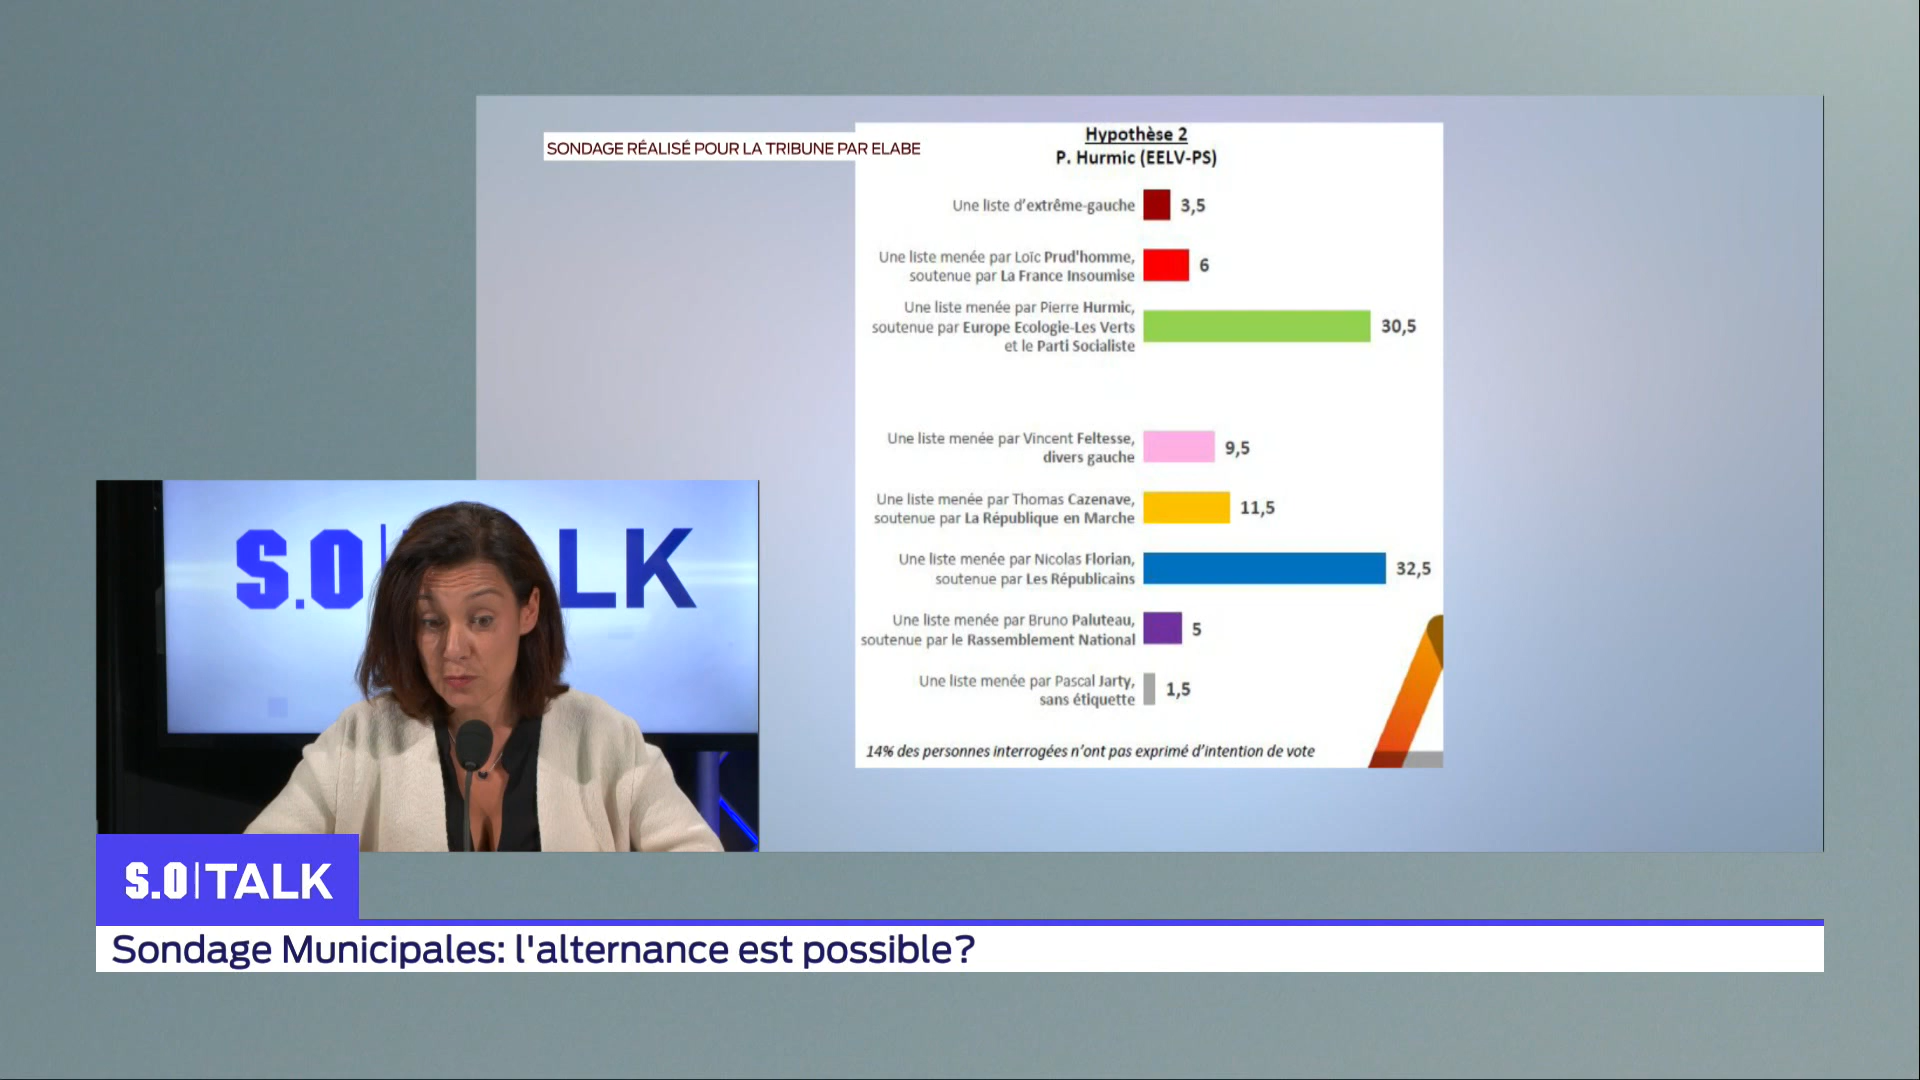 SONDAGE RÉALISÉ POUR LA TRIBUNE PAR ELABE
Hypothèse 2
P. Hurmic (EELV-PS)
Une liste d'extrême-gauche 3,5
Une liste menée par Loïc Prud'homme,
soutenue par La France Insoumise
6
Une liste menée par Pierre Hurmic,
soutenue par Europe Ecologie-Les Verts
et le Parti Socialiste
30,5
Une liste menée par Vincent Feltesse,
divers gauche
9,5
Une liste menée par Thomas Cazenave,
soutenue par La République en Marche
11,5
Une liste menée par Nicolas Florian,
soutenue par Les Républicains
32,5
Une liste menée par Bruno Paluteau,
soutenue par le Rassemblement National
5
Une liste menée par Pascal Jarty,
sans étiquette
1,5
14% des personnes interrogées n'ont pas exprimé d'intention de vote
S.O LK
S.O|TALK
Sondage Municipales: l'alternance est possible?